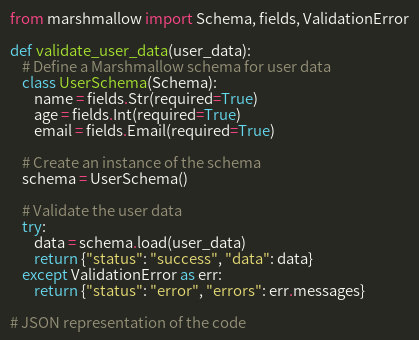 from marshmallow import Schema, fields, ValidationError

def validate_user_data(user_data):
    # Define a Marshmallow schema for user data
    class UserSchema(Schema):
        name = fields.Str(required=True)
        age = fields.Int(required=True)
        email = fields.Email(required=True)

    # Create an instance of the schema
    schema = UserSchema()

    # Validate the user data
    try:
        data = schema.load(user_data)
        return {"status": "success", "data": data}
    except ValidationError as err:
        return {"status": "error", "errors": err.messages}

# JSON representation of the code